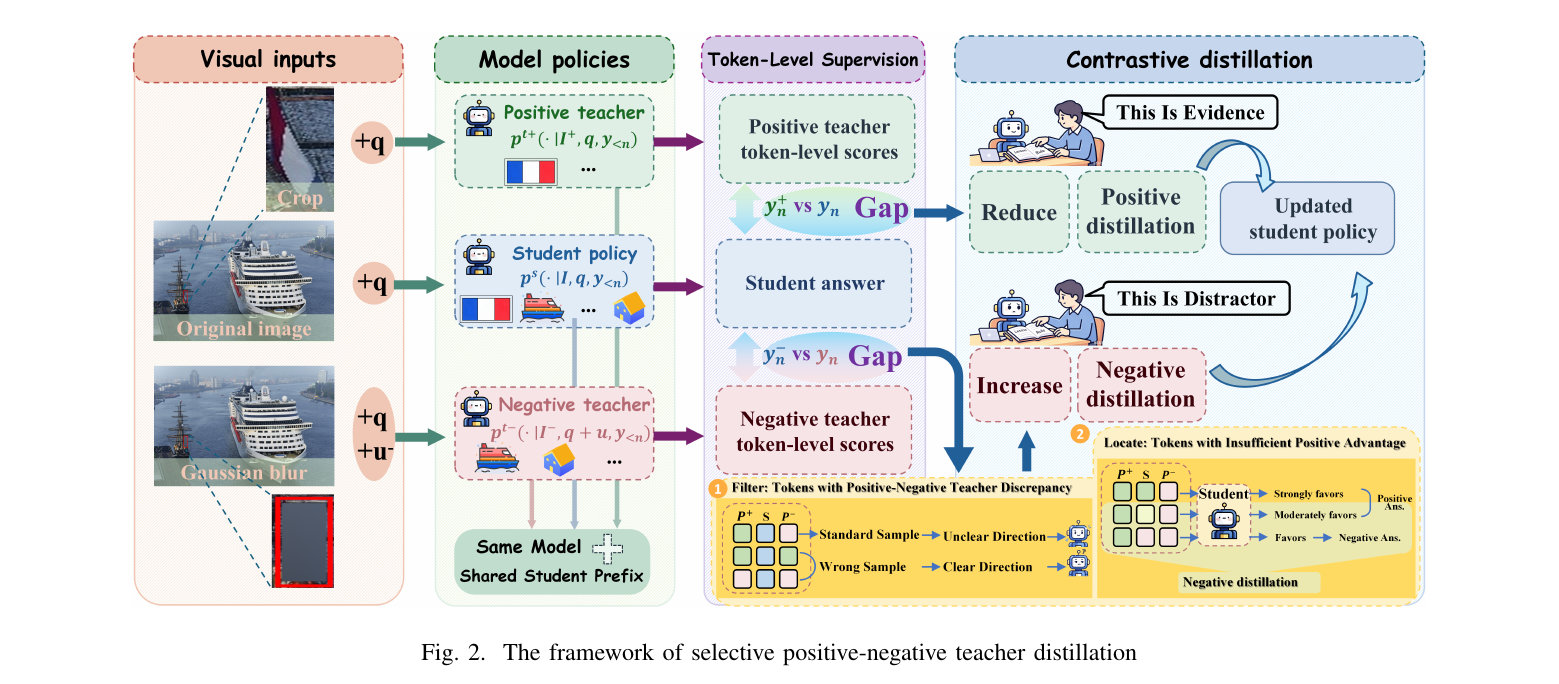 Visual inputs
Model policies
Token-Level Supervision
Contrastive distillation
Crop
+q
Positive teacher
p^{t+}(· |I^+, q, y_{<n})
...
Positive teacher
token-level scores
This Is Evidence
Reduce
Positive
distillation
Updated
student policy
y_n^+ vs y_n Gap
Original image
+q
Student policy
p^s(· |I, q, y_{<n})
...
Student answer
This Is Distractor
y_n^- vs y_n Gap
Increase
Negative
distillation
Gaussian blur
+q
+u^-
Negative teacher
p^{t-}(· |I^-, q + u, y_{<n})
...
Negative teacher
token-level scores
Same Model
Shared Student Prefix
1 Filter: Tokens with Positive-Negative Teacher Discrepancy
P^+ S P^-
Standard Sample Unclear Direction
Wrong Sample Clear Direction
2
Locate: Tokens with Insufficient Positive Advantage
P^+ S P^-
Student
Strongly favors
Moderately favors
Positive
Ans.
Favors Negative Ans.
Negative distillation
Fig. 2. The framework of selective positive-negative teacher distillation